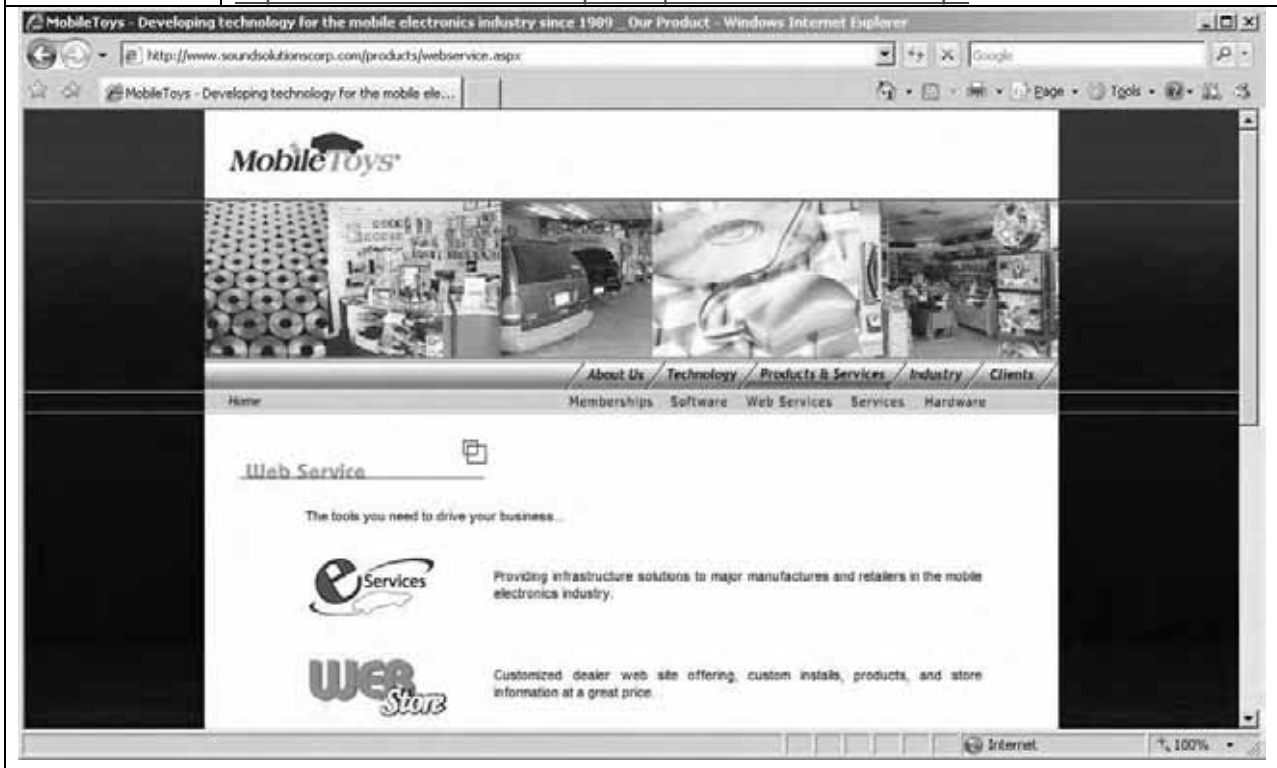 MobileToys - Developing technology for the mobile electronics industry since 1989 _ Our Product - Windows Internet Explorer
http://www.soundsolutionscorp.com/products/webservice.aspx
Google
MobileToys - Developing technology for the mobile ele...
Page
Tools
MobileToys
About Us
Technology
Products & Services
Industry
Clients
Home
Memberships
Software
Web Services
Services
Hardware
Web Service
The tools you need to drive your business...
e Services
Providing infrastructure solutions to major manufactures and retailers in the mobile
electronics industry.
WEB
Store
Customized dealer web site offering, custom installs, products, and store
information at a great price.
Internet
100%